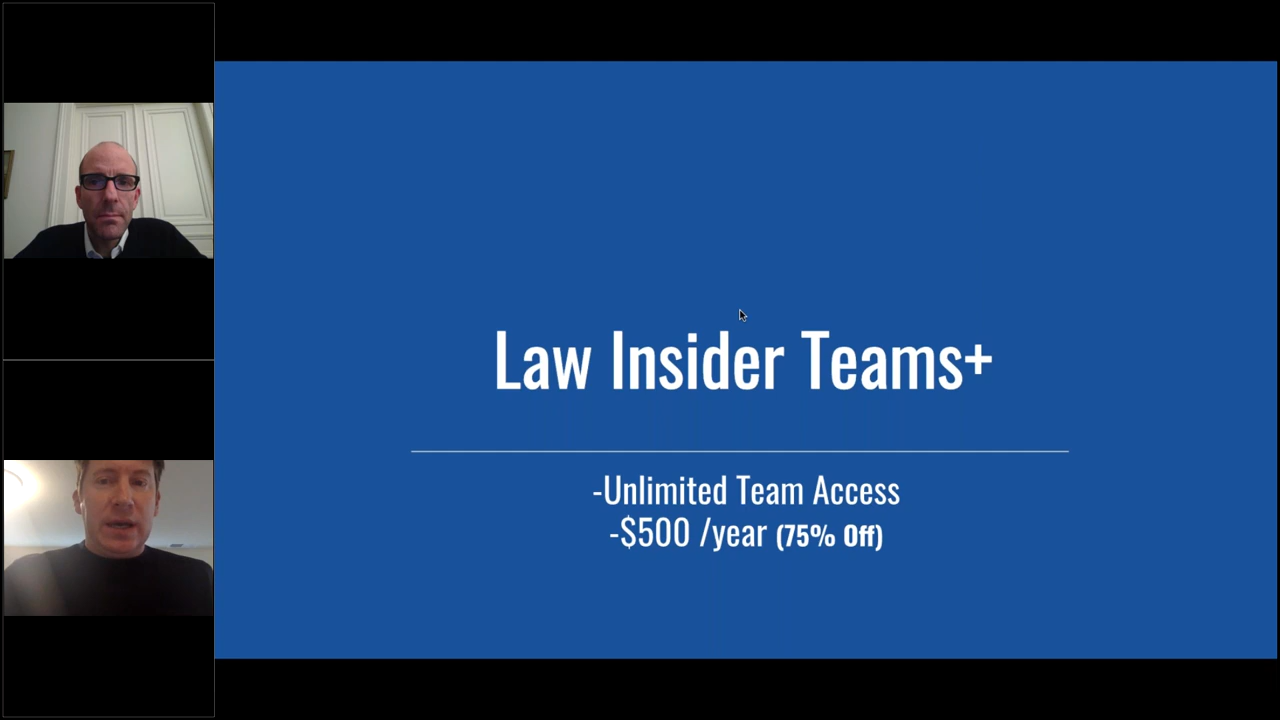 Law Insider Teams+
-Unlimited Team Access
-$500 /year (75% Off)